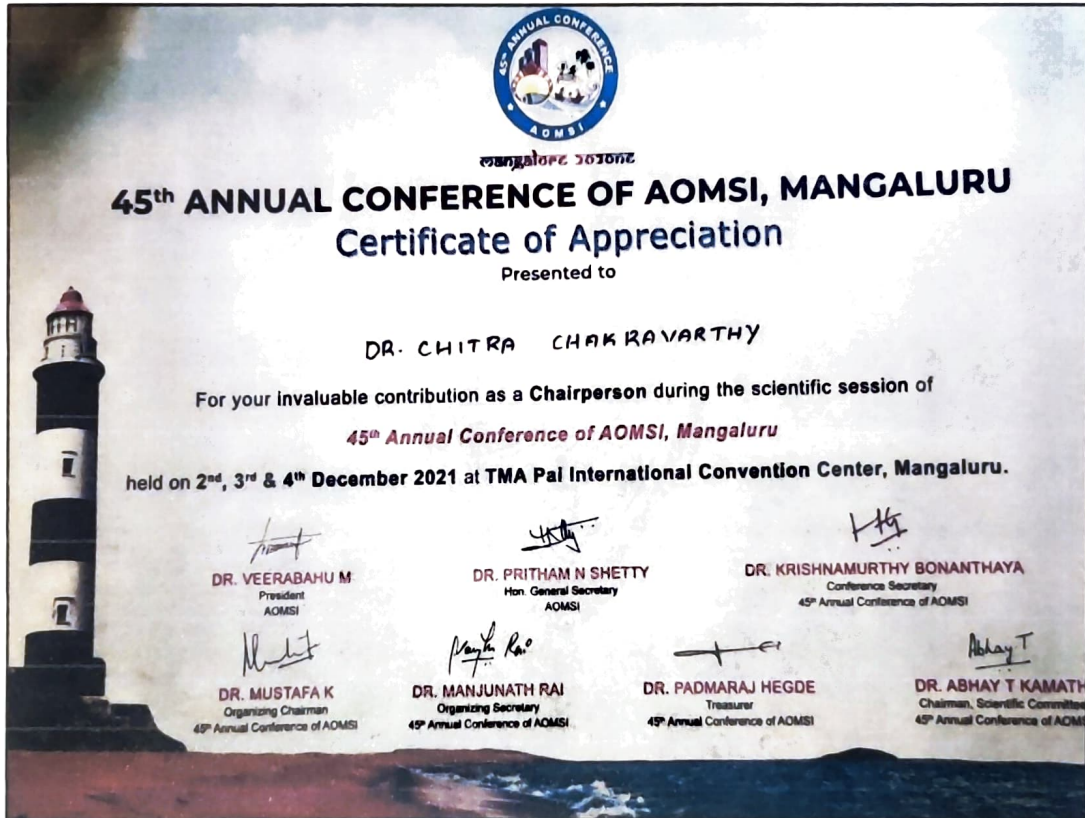 45th ANNUAL CONFERENCE
AOMSI
mangalore 2021
45th ANNUAL CONFERENCE OF AOMSI, MANGALURU
Certificate of Appreciation
Presented to
DR. CHITRA CHAKRAVARTHY
For your invaluable contribution as a Chairperson during the scientific session of
45th Annual Conference of AOMSI, Mangaluru
held on 2nd, 3rd & 4th December 2021 at TMA Pai International Convention Center, Mangaluru.
Abhay T
DR. VEERABAHU M DR. PRITHAM N SHETTY DR. KRISHNAMURTHY BONANTHAYA
President Hon. General Secretary Conference Secretary
AOMSI AOMSI 45th Annual Conference of AOMSI
DR. MUSTAFA K DR. MANJUNATH RAI DR. PADMARAJ HEGDE DR. ABHAY T KAMATH
Organizing Chairman Organizing Secretary Treasurer Chairman, Scientific Committee
45th Annual Conference of AOMSI 45th Annual Conference of AOMSI 45th Annual Conference of AOMSI 45th Annual Conference of AOMSI